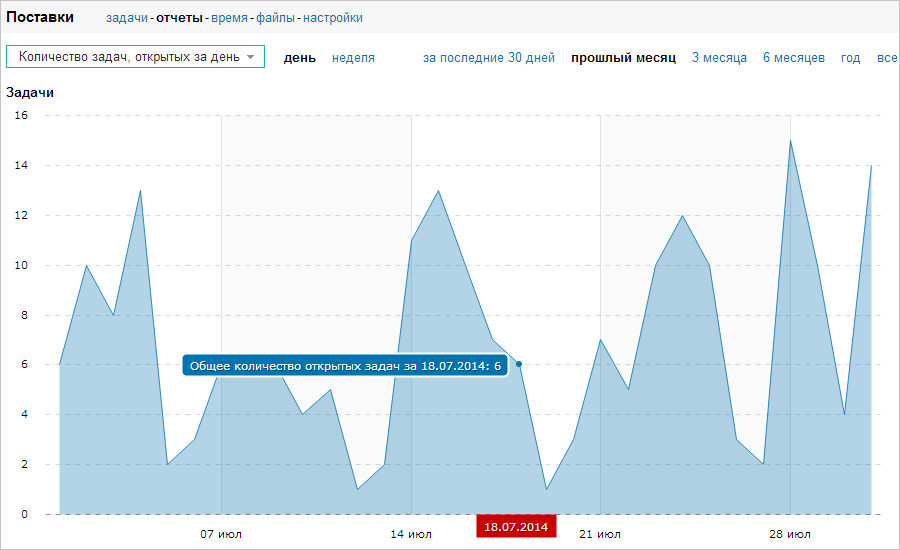 Поставки задачи - отчеты - время - файлы - настройки
Количество задач, открытых за день день неделя за последние 30 дней прошлый месяц 3 месяца 6 месяцев год все
Задачи
16
14
12
10
8
6
Общее количество открытых задач за 18.07.2014: 6
4
2
0
07 июл 14 июл 18.07.2014 21 июл 28 июл